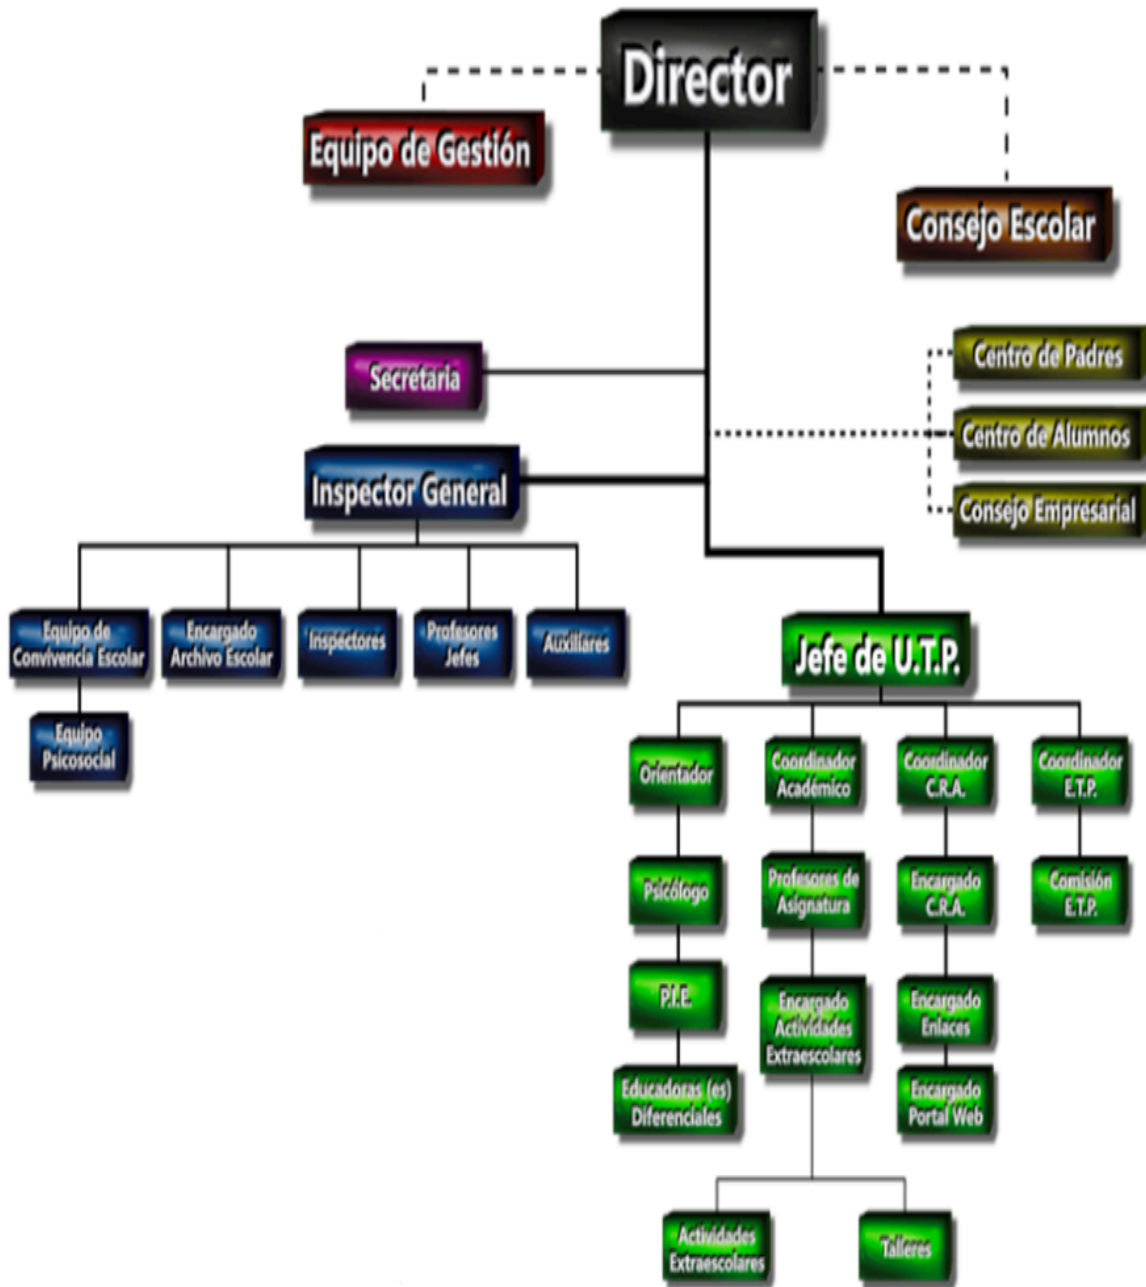 Director
Equipo de Gestión
Consejo Escolar
Secretaria
Centro de Padres
Centro de Alumnos
Consejo Empresarial
Inspector General
Equipo de
Convivencia Escolar
Encargado
Archivo Escolar
Inspectores
Profesores
Jefes
Auxiliares
Equipo
Psicosocial
Jefe de U.T.P.
Orientador
Coordinador
Académico
Coordinador
C.R.A.
Coordinador
E.T.P.
Psicólogo
Profesores de
Asignatura
Encargado
C.R.A.
Comisión
E.T.P.
P.I.E.
Encargado
Actividades
Extraescolares
Encargado
Enlaces
Educadoras (es)
Diferenciales
Encargado
Portal Web
Actividades
Extraescolares
Talleres